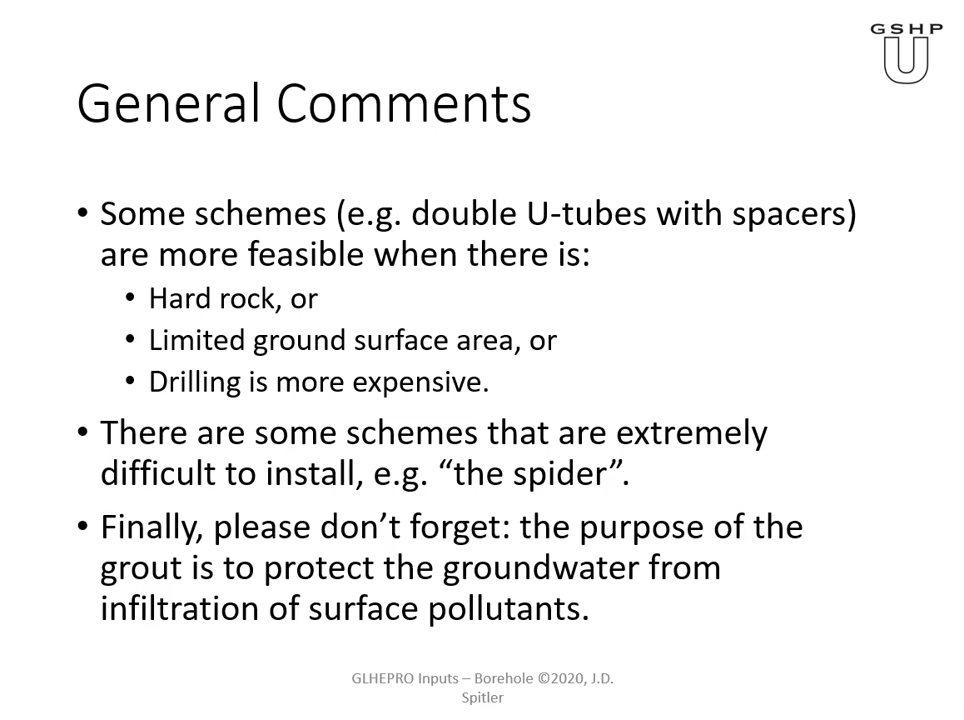 GSHP
U
General Comments
• Some schemes (e.g. double U-tubes with spacers)
are more feasible when there is:
• Hard rock, or
• Limited ground surface area, or
• Drilling is more expensive.
• There are some schemes that are extremely
difficult to install, e.g. “the spider”.
• Finally, please don’t forget: the purpose of the
grout is to protect the groundwater from
infiltration of surface pollutants.
GLHEPRO Inputs – Borehole ©2020, J.D.
Spitler